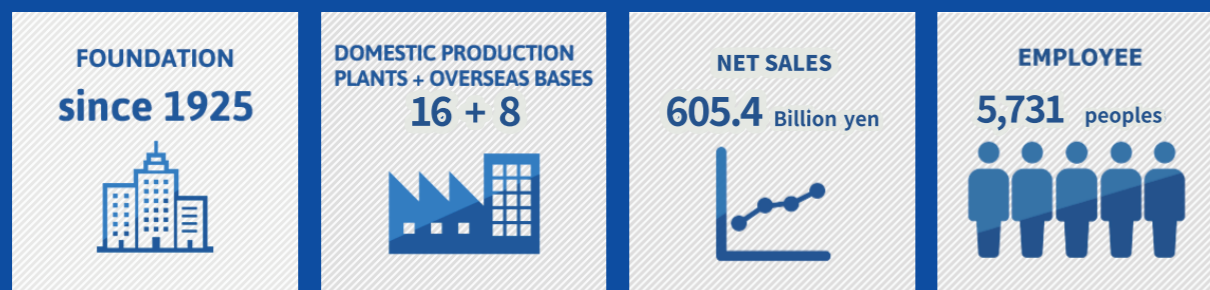 FOUNDATION
since 1925
DOMESTIC PRODUCTION
PLANTS + OVERSEAS BASES
16 + 8
NET SALES
605.4 Billion yen
EMPLOYEE
5,731 peoples